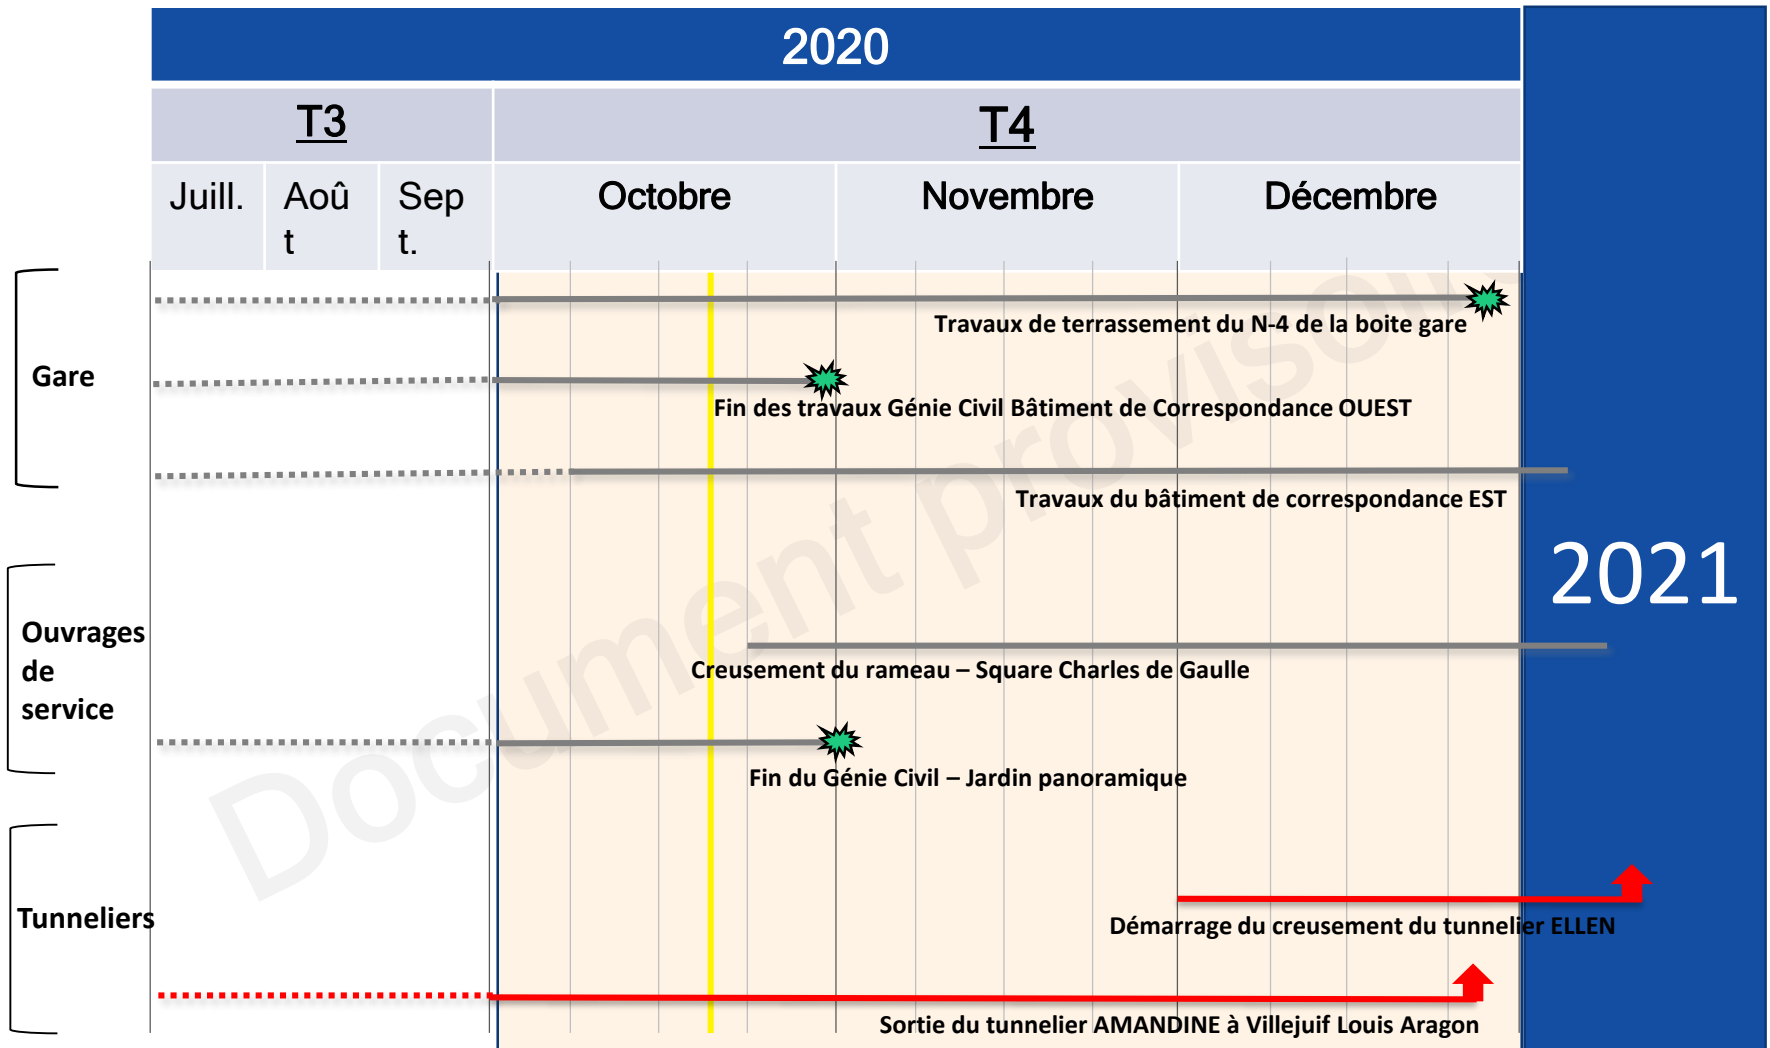 2020
T3
T4
Juill.
Aoû
t
Sep
t.
Octobre
Novembre
Décembre
2021
Gare
Travaux de terrassement du N-4 de la boite gare
Fin des travaux Génie Civil Bâtiment de Correspondance OUEST
Travaux du bâtiment de correspondance EST
Ouvrages
de
service
Creusement du rameau – Square Charles de Gaulle
Fin du Génie Civil – Jardin panoramique
Tunneliers
Démarrage du creusement du tunnelier ELLEN
Sortie du tunnelier AMANDINE à Villejuif Louis Aragon
Document provisoire